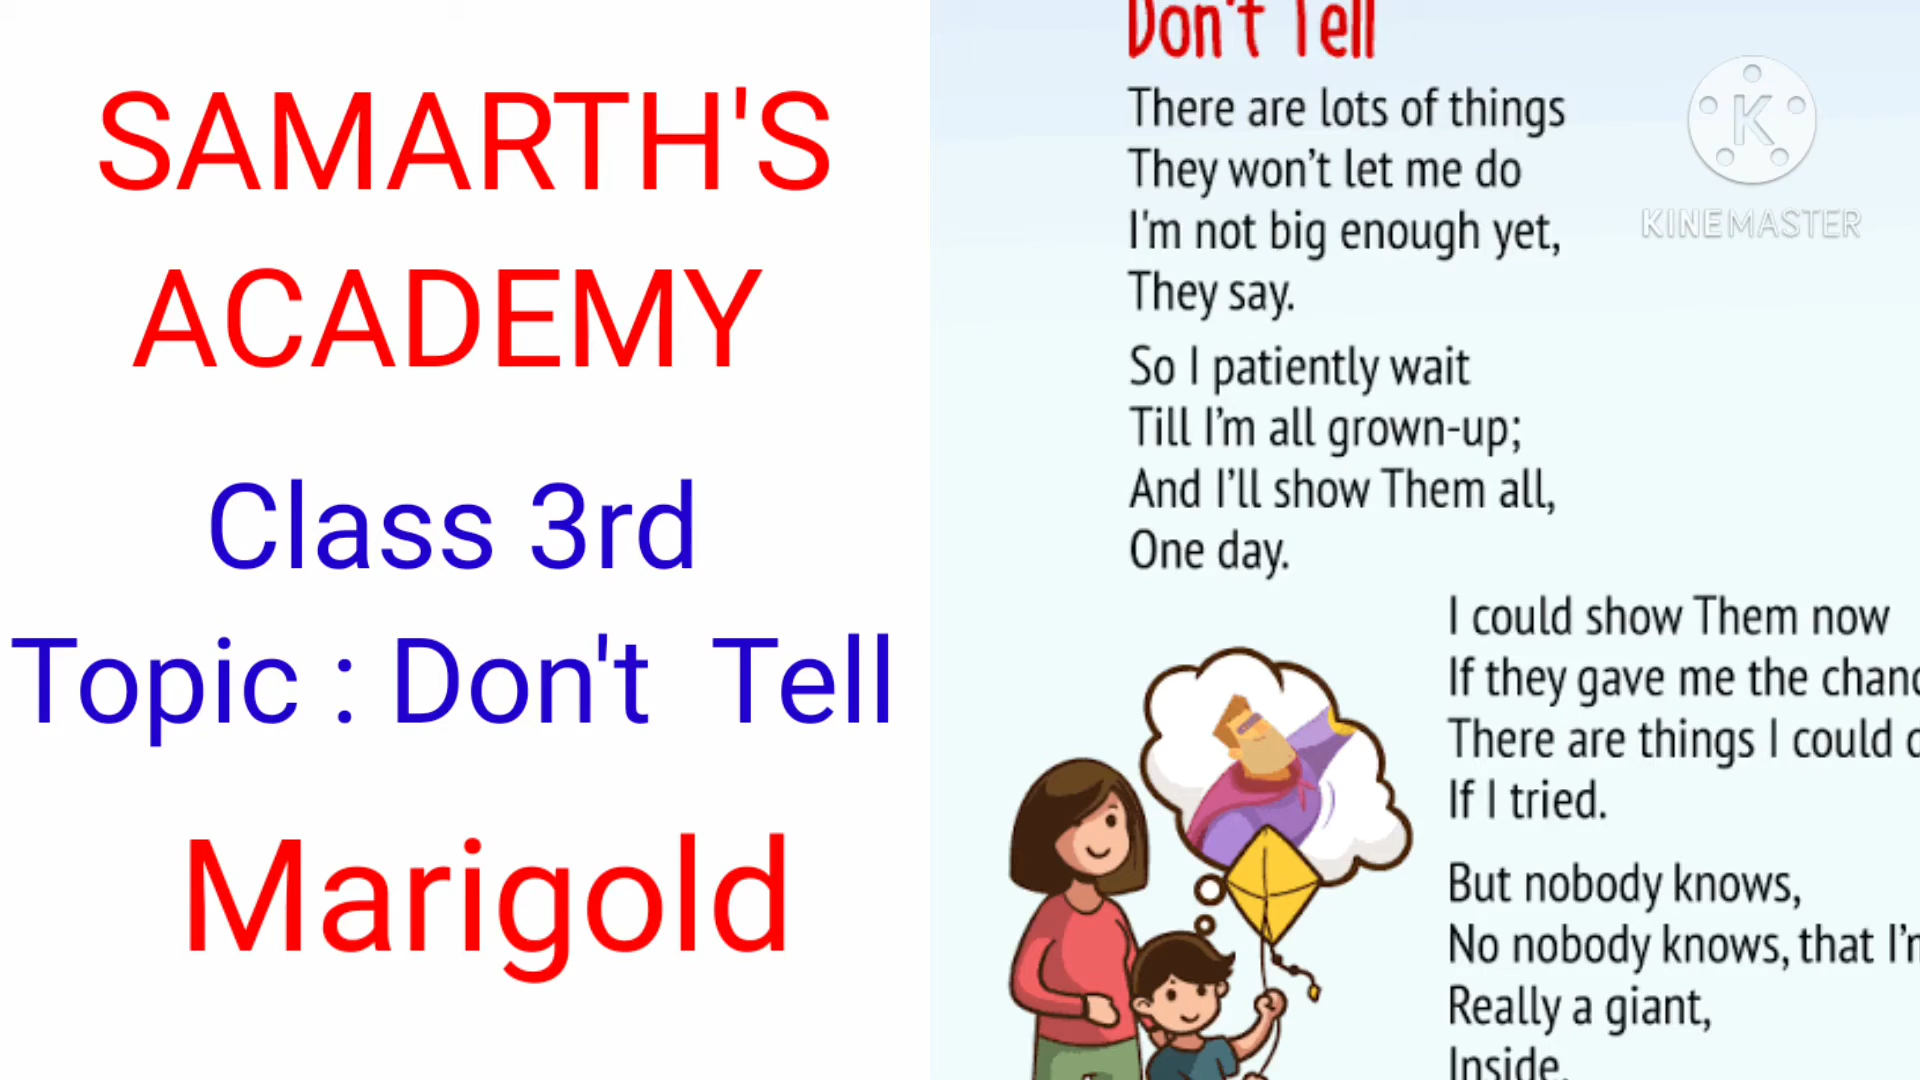 SAMARTH'S
ACADEMY
Class 3rd
Topic : Don't Tell
Marigold
Don't Tell
There are lots of things
They won't let me do
I'm not big enough yet,
They say.
So I patiently wait
Till I'm all grown-up;
And I'll show Them all,
One day.
I could show Them now
If they gave me the
There are things I could
If I tried.
But nobody knows,
No nobody knows, that
Really a giant,
Inside.
K
KINEMASTER